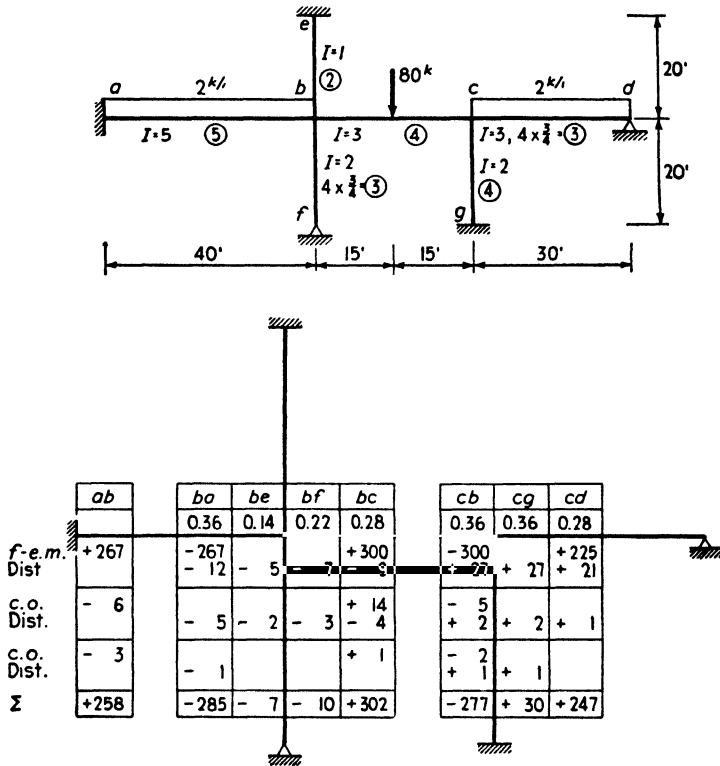 e
I=1
②
80ᵏ
20'
a
2 ᵏ/'
b
c
2 ᵏ/'
d
I=5
⑤
I=3
④
I=3, 4 x 3/4 = ③
I=2
4 x 3/4 = ③
I=2
④
20'
f
g
40'
15'
15'
30'
ab ba be bf bc cb cg cd
0.36 0.14 0.22 0.28 0.36 0.36 0.28
f-e.m. +267 - 267 +300 - 300 +225
Dist - 12 - 5 - 7 - + 27 + 21
c.o. - 6 + 14 - 5
Dist. - 5 - 2 - 3 - 4 + 2 + 2 + 1
c.o. - 3 + 1 - 2
Dist. - 1 + 1 + 1
Σ +258 -285 - 7 - 10 +302 -277 + 30 +247